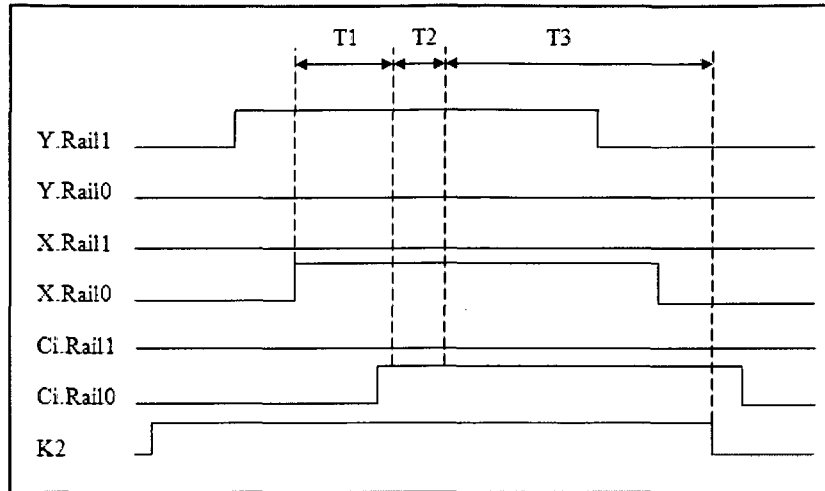 T1 T2 T3
Y.Rail1
Y.Rail0
X.Rail1
X.Rail0
Ci.Rail1
Ci.Rail0
K2